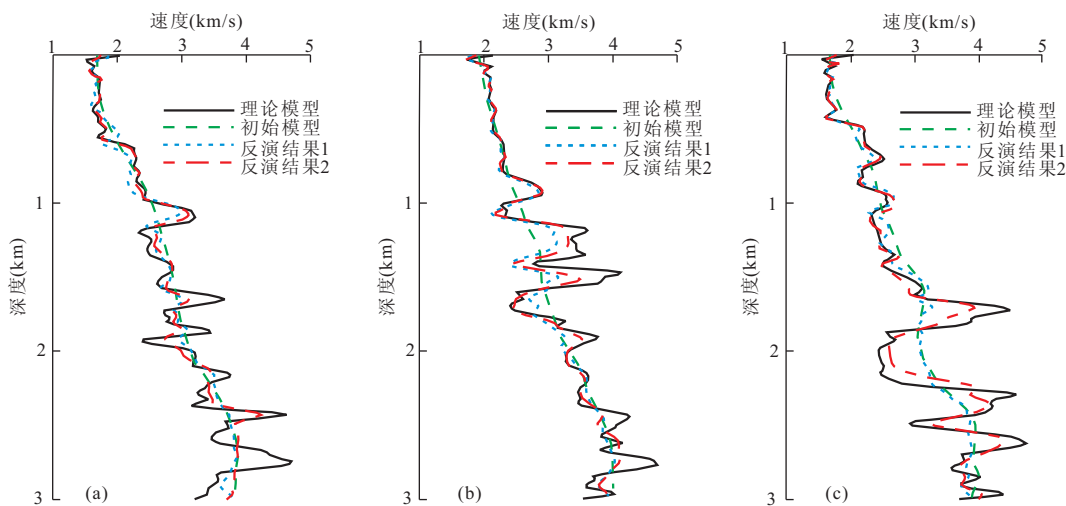 速度(km/s)
1 2 3 4 5
理论模型
初始模型
反演结果1
反演结果2
深度(km)
1
2
3
(a)
速度(km/s)
1 2 3 4 5
理论模型
初始模型
反演结果1
反演结果2
深度(km)
1
2
3
(b)
速度(km/s)
1 2 3 4 5
理论模型
初始模型
反演结果1
反演结果2
深度(km)
1
2
3
(c)